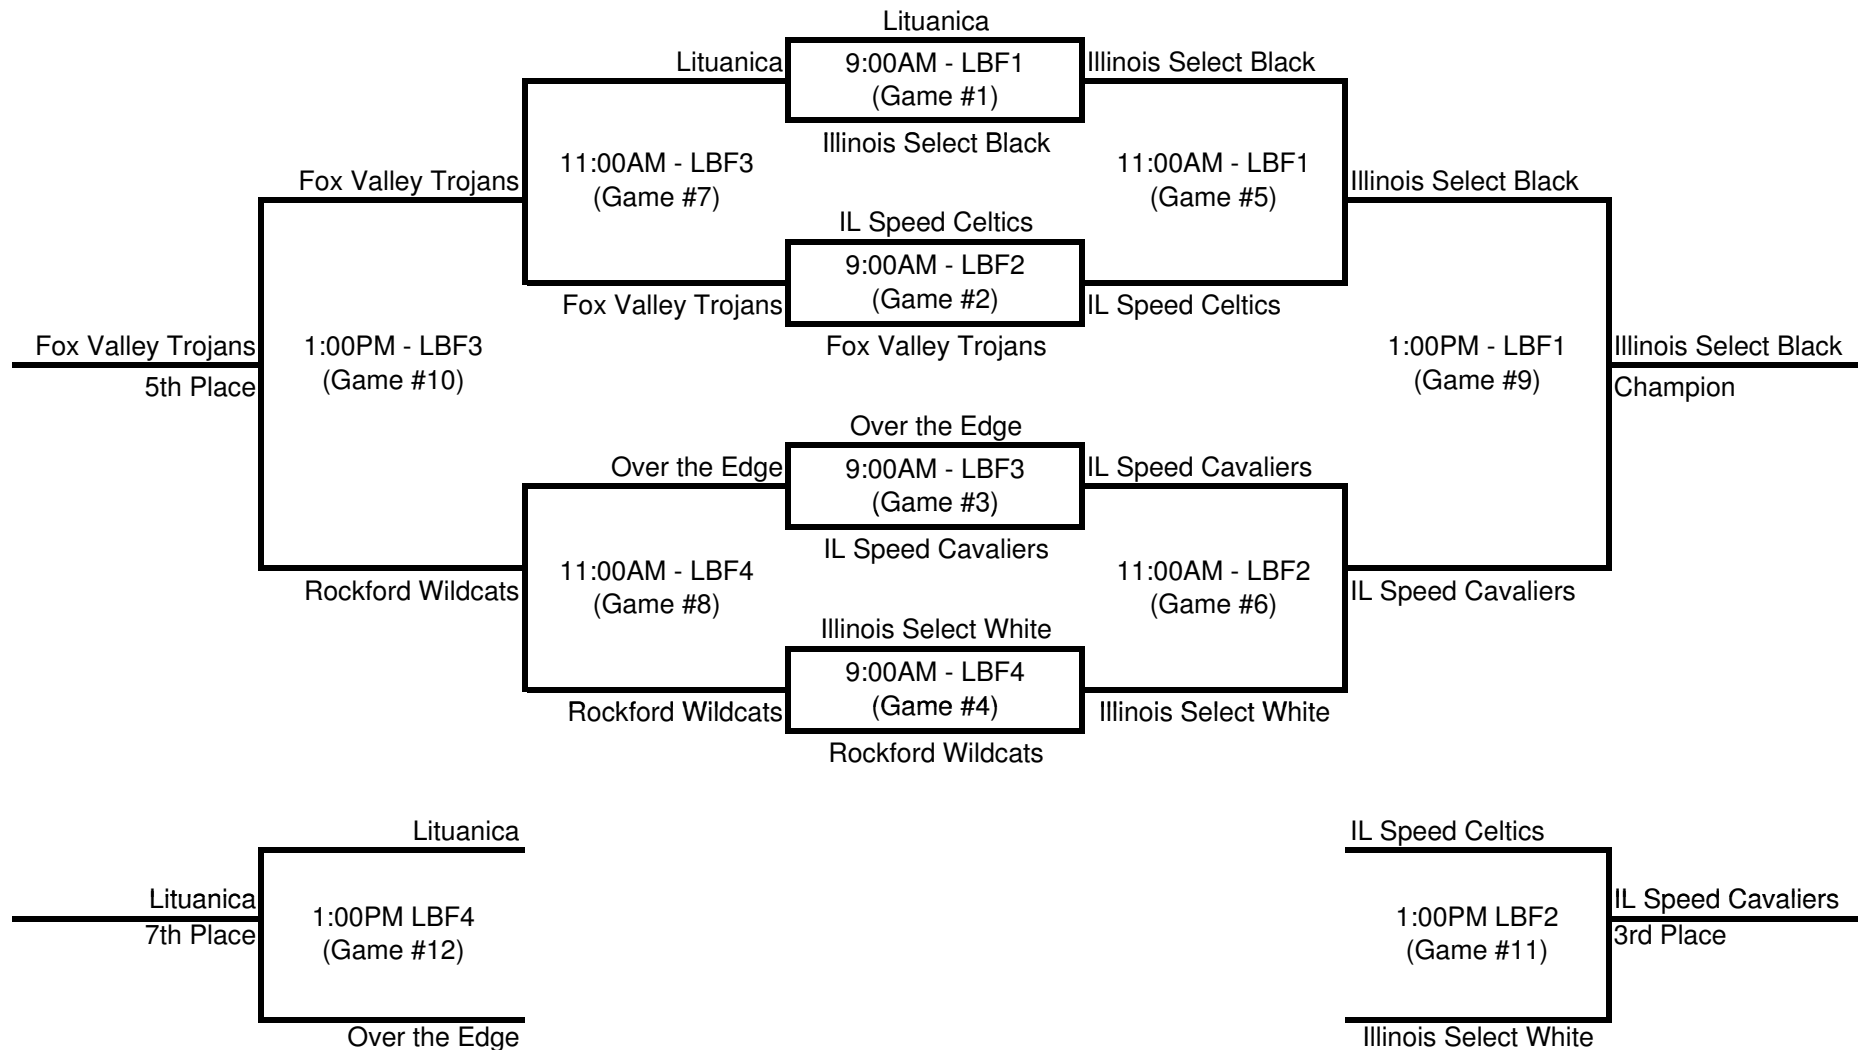 Lituanica
Lituanica
9:00AM - LBF1
(Game #1)
Illinois Select Black
Illinois Select Black
Fox Valley Trojans
11:00AM - LBF3
(Game #7)
11:00AM - LBF1
(Game #5)
Illinois Select Black
IL Speed Celtics
9:00AM - LBF2
(Game #2)
Fox Valley Trojans
IL Speed Celtics
Fox Valley Trojans
Fox Valley Trojans
5th Place
1:00PM - LBF3
(Game #10)
1:00PM - LBF1
(Game #9)
Illinois Select Black
Champion
Over the Edge
Over the Edge
9:00AM - LBF3
(Game #3)
IL Speed Cavaliers
IL Speed Cavaliers
Rockford Wildcats
11:00AM - LBF4
(Game #8)
11:00AM - LBF2
(Game #6)
IL Speed Cavaliers
Illinois Select White
9:00AM - LBF4
(Game #4)
Rockford Wildcats
Illinois Select White
Rockford Wildcats
Lituanica
IL Speed Celtics
Lituanica
7th Place
1:00PM LBF4
(Game #12)
1:00PM LBF2
(Game #11)
IL Speed Cavaliers
3rd Place
Over the Edge
Illinois Select White